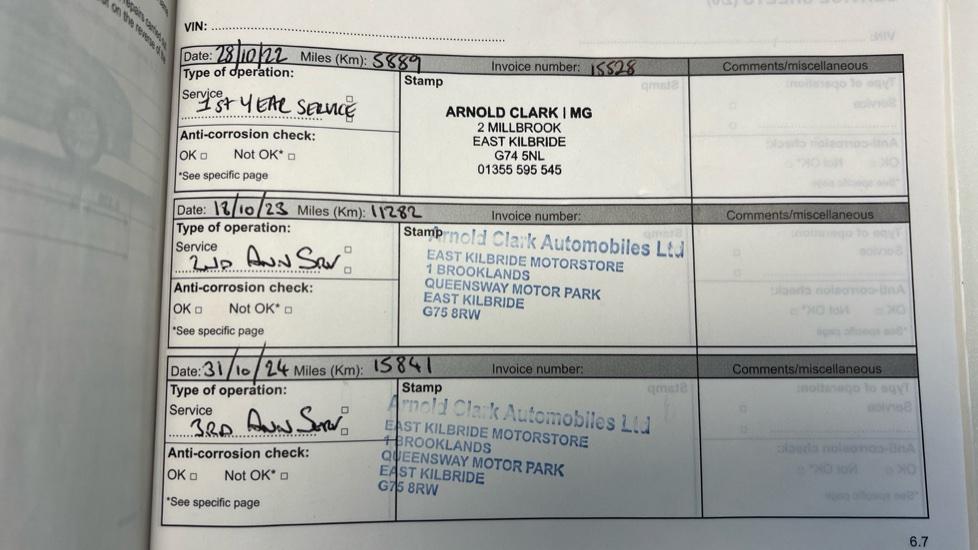 VIN:
Date: 28/10/22 Miles (Km): 5889 Invoice number: 15528 Comments/miscellaneous
Type of operation:
Service
1ST YEAR SERVICE
Anti-corrosion check:
OK Not OK*
*See specific page
Stamp
ARNOLD CLARK | MG
2 MILLBROOK
EAST KILBRIDE
G74 5NL
01355 595 545
Date: 18/10/23 Miles (Km): 11282 Invoice number: Comments/miscellaneous
Type of operation:
Service
2ND ANN SRV
Anti-corrosion check:
OK Not OK*
*See specific page
Stamp
Arnold Clark Automobiles Ltd
EAST KILBRIDE MOTORSTORE
1 BROOKLANDS
QUEENSWAY MOTOR PARK
EAST KILBRIDE
G75 8RW
Date: 31/10/24 Miles (Km): 15841 Invoice number: Comments/miscellaneous
Type of operation:
Service
3RD ANN SRV
Anti-corrosion check:
OK Not OK*
*See specific page
Stamp
Arnold Clark Automobiles Ltd
EAST KILBRIDE MOTORSTORE
1 BROOKLANDS
QUEENSWAY MOTOR PARK
EAST KILBRIDE
G75 8RW
6.7